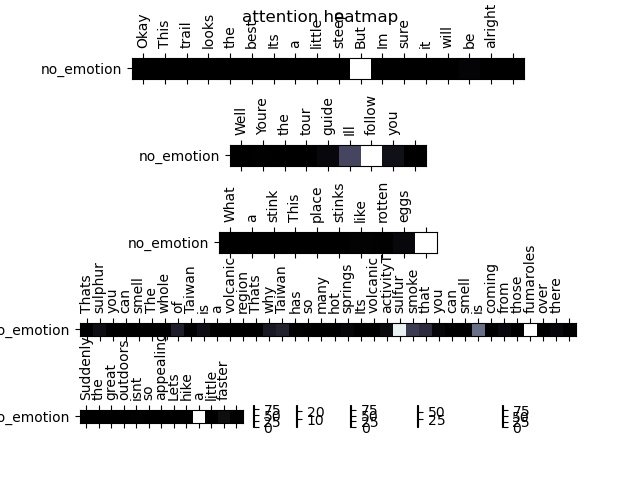 attention heatmap
Okay This trail looks the best Its a little steep But Im sure it will be alright
no_emotion
Well Youre the tour guide Ill follow you
no_emotion
What a stink This place stinks like rotten eggs
no_emotion
Thats sulphur you can smell The whole of Taiwan is a volcanic region Thats why Taiwan has so many hot springs Its volcanic activityT sulfur smoke that you can smell is coming from those fumaroles over there
o_emotion
Suddenly the great outdoors isnt so appealing Lets hike a little faster
o_emotion
75 20 75 50 75
50 10 50 25 50
25 25 25
0 0 0